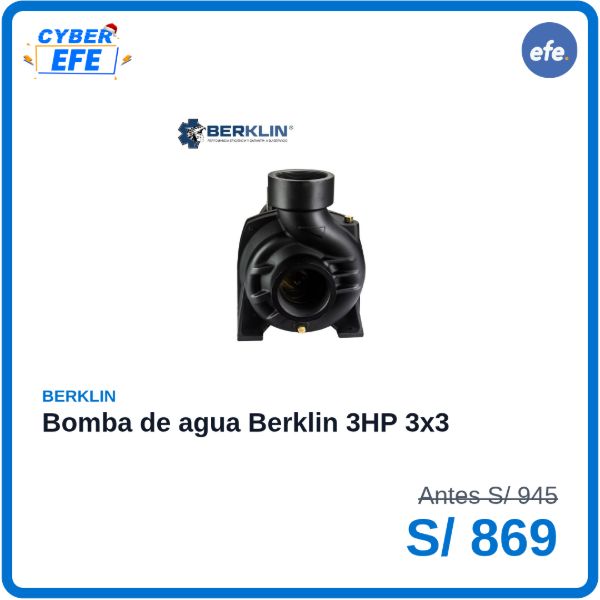 CYBER
EFE
efe.
BERKLIN®
BERKLIN
Bomba de agua Berklin 3HP 3x3
Antes S/ 945
S/ 869